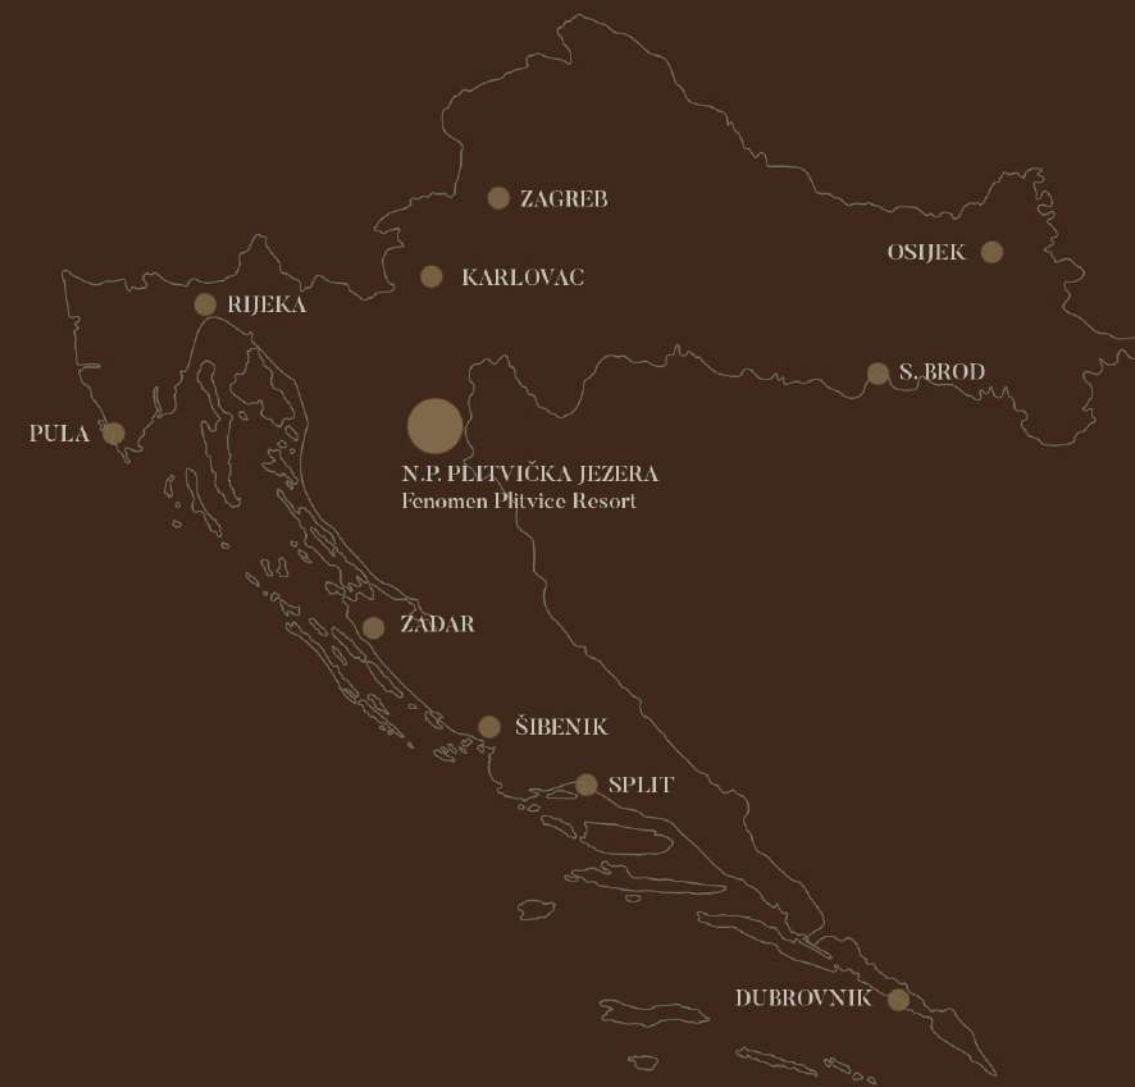 ZAGREB
OSIJEK
KARLOVAC
RIJEKA
S. BROD
PULA
N.P. PLITVIČKA JEZERA
Fenomen Plitvice Resort
ZADAR
ŠIBENIK
SPLIT
DUBROVNIK